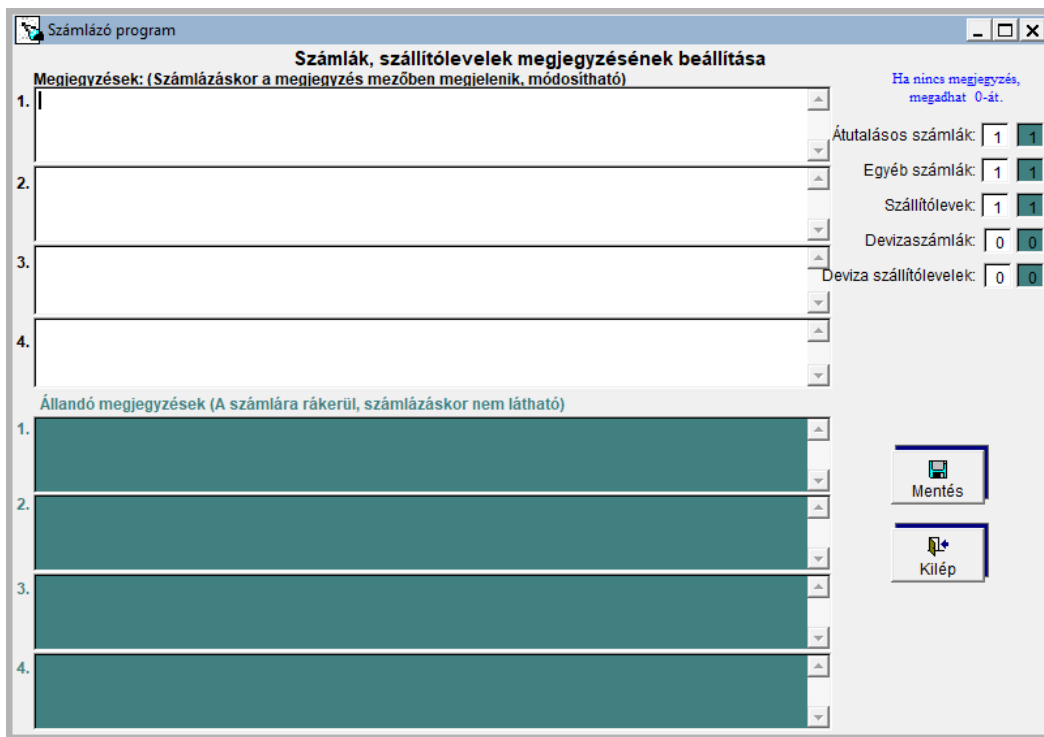 Számlázó program
Számlák, szállítólevelek megjegyzésének beállítása
Megjegyzések: (Számlázáskor a megjegyzés mezőben megjelenik, módosítható)
Ha nincs megjegyzés,
megadhat 0-át.
1.
2.
3.
4.
Átutalásos számlák: 1 1
Egyéb számlák: 1 1
Szállítólevek: 1 1
Devizaszámlák: 0 0
Deviza szállítólevelek: 0 0
Állandó megjegyzések (A számlára rákerül, számlázáskor nem látható)
1.
2.
3.
4.
Mentés
Kilép